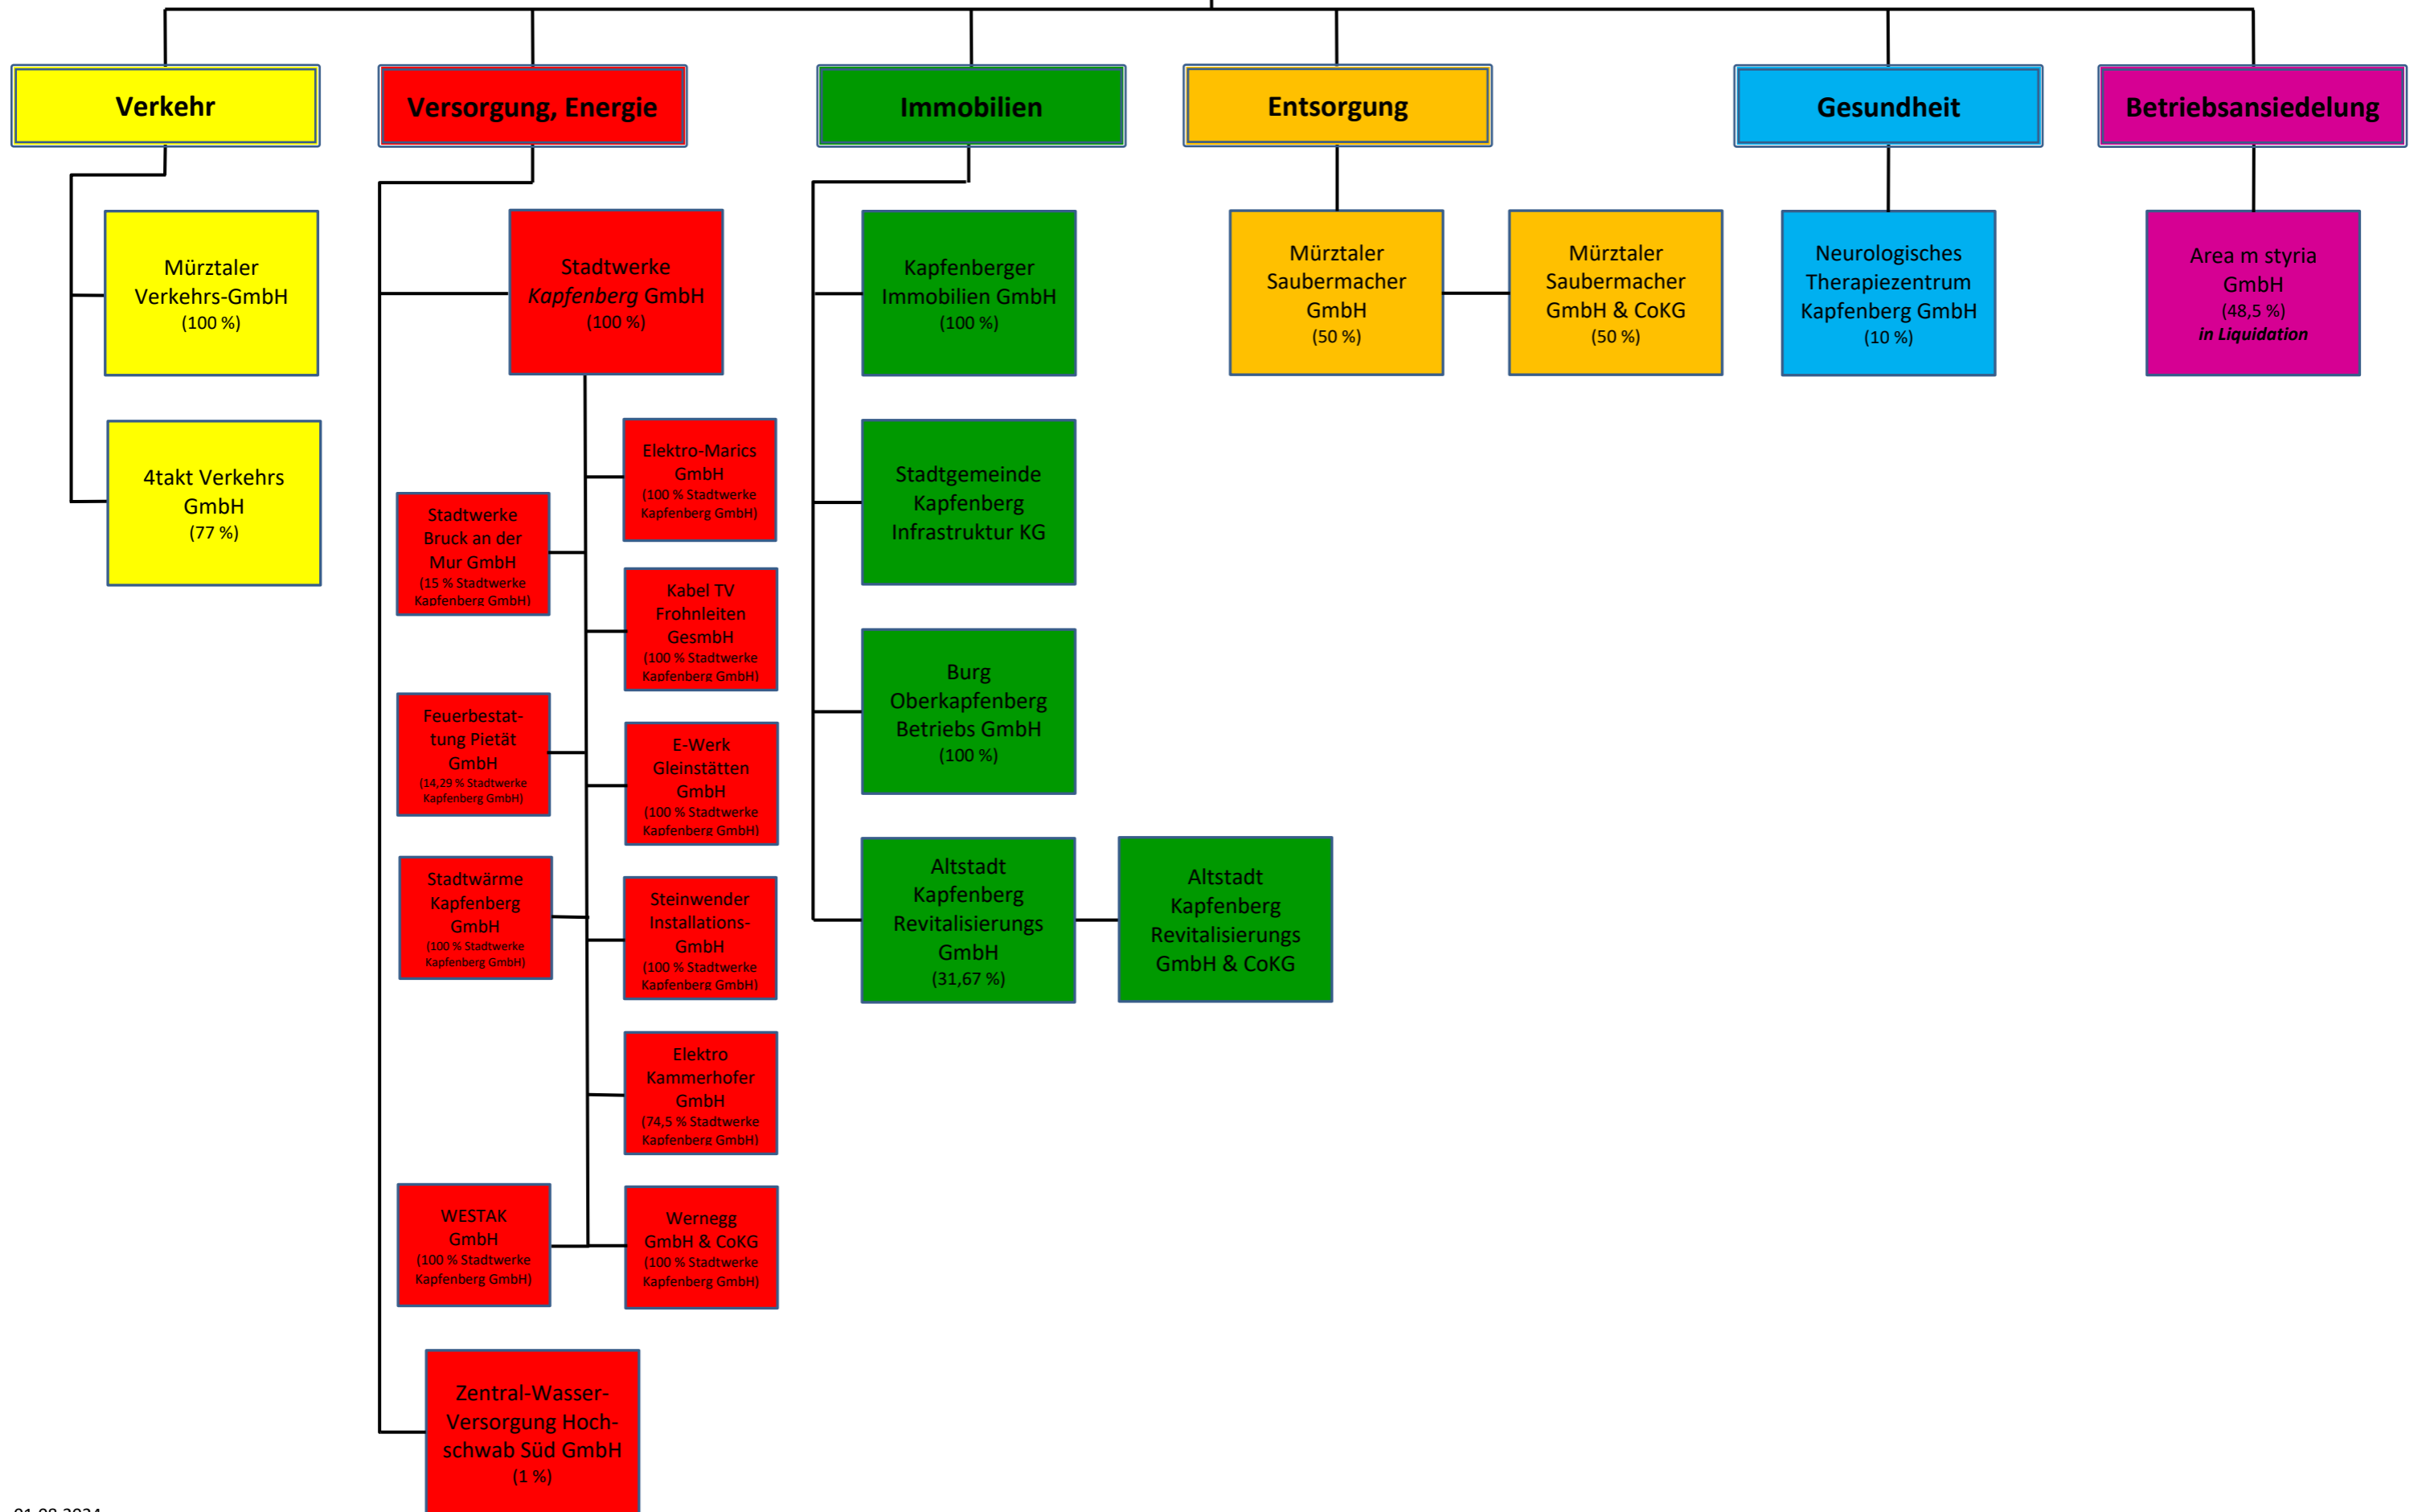 Verkehr
Versorgung, Energie
Immobilien
Entsorgung
Gesundheit
Betriebsansiedelung
Mürztaler
Verkehrs-GmbH
(100 %)
4takt Verkehrs
GmbH
(77 %)
Stadtwerke
Kapfenberg GmbH
(100 %)
Elektro-Marics
GmbH
(100 % Stadtwerke
Kapfenberg GmbH)
Stadtwerke
Bruck an der
Mur GmbH
(15 % Stadtwerke
Kapfenberg GmbH)
Kabel TV
Frohnleiten
GesmbH
(100 % Stadtwerke
Kapfenberg GmbH)
Feuerbestat-
tung Pietät
GmbH
(14,29 % Stadtwerke
Kapfenberg GmbH)
E-Werk
Gleinstätten
GmbH
(100 % Stadtwerke
Kapfenberg GmbH)
Stadtwärme
Kapfenberg
GmbH
(100 % Stadtwerke
Kapfenberg GmbH)
Steinwender
Installations-
GmbH
(100 % Stadtwerke
Kapfenberg GmbH)
Elektro
Kammerhofer
GmbH
(74,5 % Stadtwerke
Kapfenberg GmbH)
WESTAK
GmbH
(100 % Stadtwerke
Kapfenberg GmbH)
Wernegg
GmbH & CoKG
(100 % Stadtwerke
Kapfenberg GmbH)
Zentral-Wasser-
Versorgung Hoch-
schwab Süd GmbH
(1 %)
Kapfenberger
Immobilien GmbH
(100 %)
Stadtgemeinde
Kapfenberg
Infrastruktur KG
Burg
Oberkapfenberg
Betriebs GmbH
(100 %)
Altstadt
Kapfenberg
Revitalisierungs
GmbH
(31,67 %)
Altstadt
Kapfenberg
Revitalisierungs
GmbH & CoKG
Mürztaler
Saubermacher
GmbH
(50 %)
Mürztaler
Saubermacher
GmbH & CoKG
(50 %)
Neurologisches
Therapiezentrum
Kapfenberg GmbH
(10 %)
Area m styria
GmbH
(48,5 %)
in Liquidation
01.08.2024